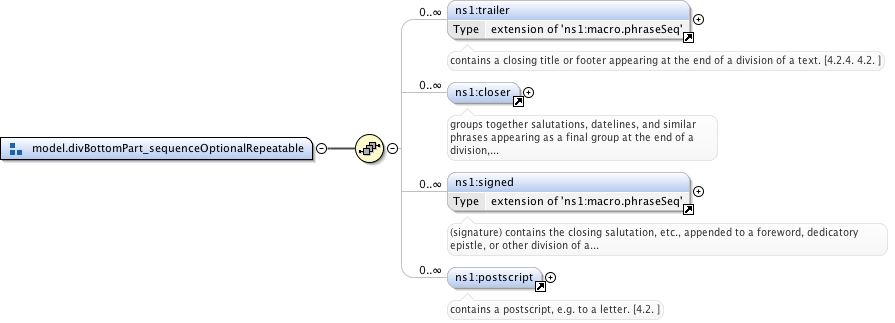 0..∞
ns1:trailer
Type extension of 'ns1:macro.phraseSeq'
contains a closing title or footer appearing at the end of a division of a text. [4.2.4. 4.2. ]
0..∞
ns1:closer
groups together salutations, datelines, and similar
phrases appearing as a final group at the end of a
division,...
model.divBottomPart_sequenceOptionalRepeatable
0..∞
ns1:signed
Type extension of 'ns1:macro.phraseSeq'
(signature) contains the closing salutation, etc., appended to a foreword, dedicatory
epistle, or other division of a...
0..∞
ns1:postscript
contains a postscript, e.g. to a letter. [4.2. ]